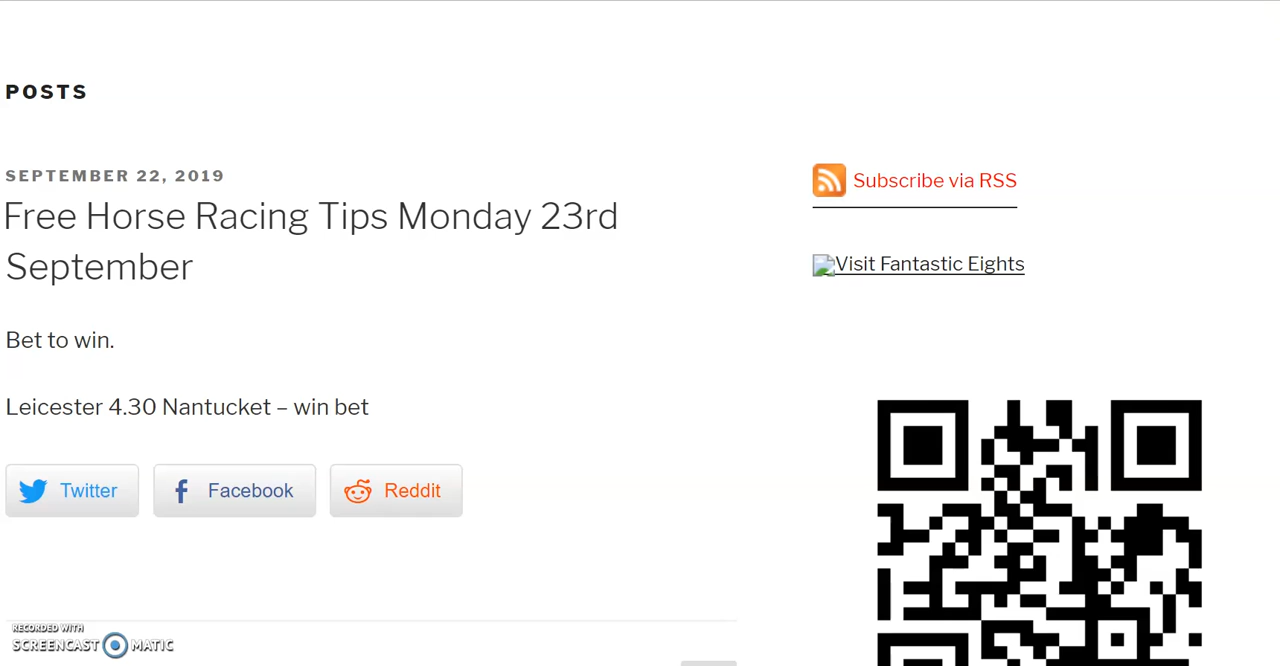 POSTS
SEPTEMBER 22, 2019
Free Horse Racing Tips Monday 23rd
September
Bet to win.
Leicester 4.30 Nantucket – win bet
Twitter
Facebook
Reddit
Subscribe via RSS
Visit Fantastic Eights
RECORDED WITH
SCREENCAST MATIC